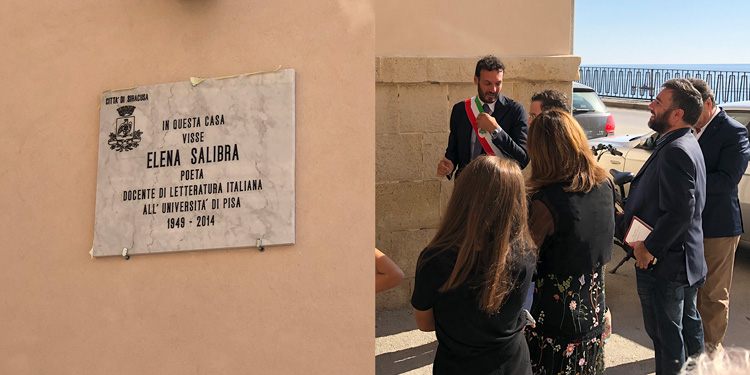 CITTA' DI SIRACUSA
IN QUESTA CASA
VISSE
ELENA SALIBRA
POETA
DOCENTE DI LETTERATURA ITALIANA
ALL' UNIVERSITA' DI PISA
1949 - 2014